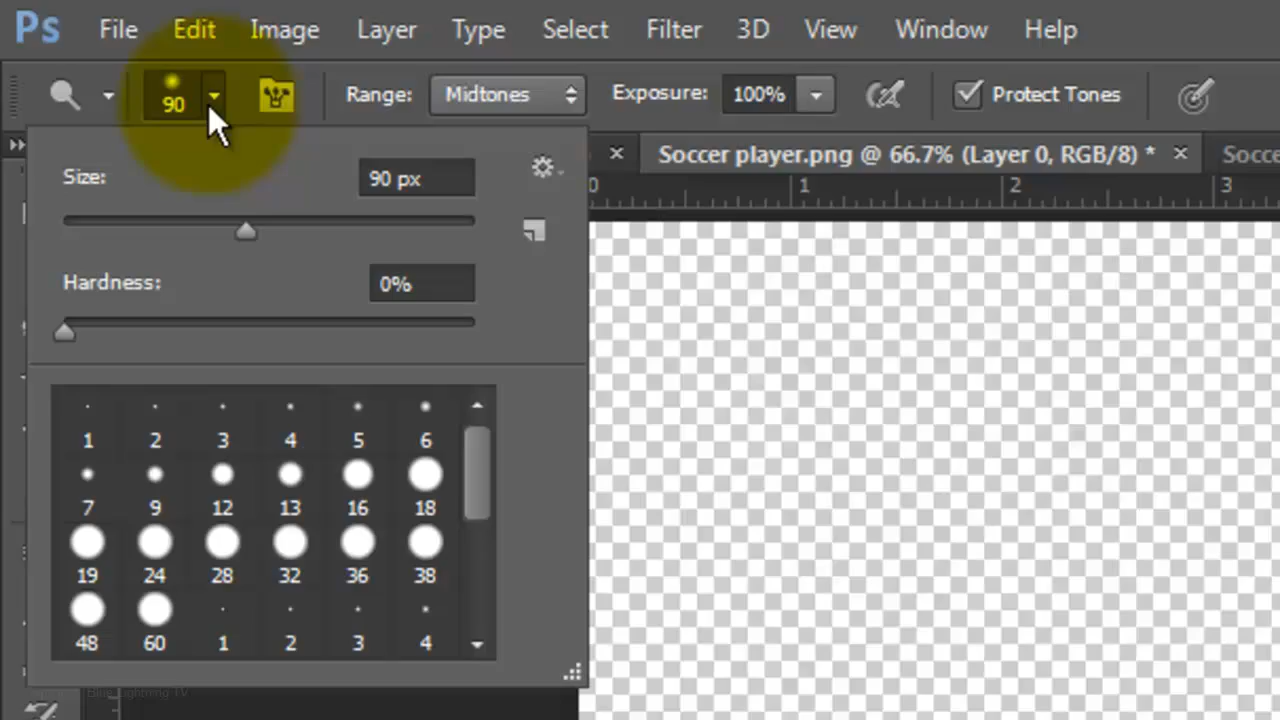 Ps File Edit Image Layer Type Select Filter 3D View Window Help
90 Range: Midtones Exposure: 100% Protect Tones
Soccer player.png @ 66.7% (Layer 0, RGB/8) * Socce
Size: 90 px
0 1 2 3
Hardness: 0%
1 2 3 4 5 6
7 9 12 13 16 18
19 24 28 32 36 38
48 60 1 2 3 4
Blue Lightning TV